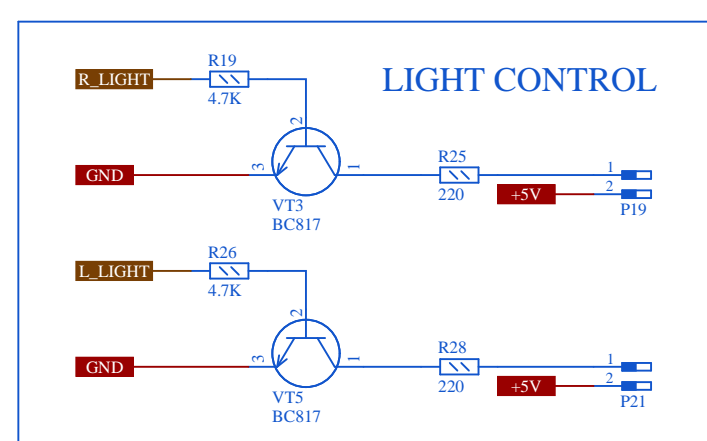 LIGHT CONTROL
R_LIGHT
R19
4.7K
2
GND
3
1
VT3
BC817
R25
220
+5V
1
2
P19
L_LIGHT
R26
4.7K
2
GND
3
1
VT5
BC817
R28
220
+5V
1
2
P21